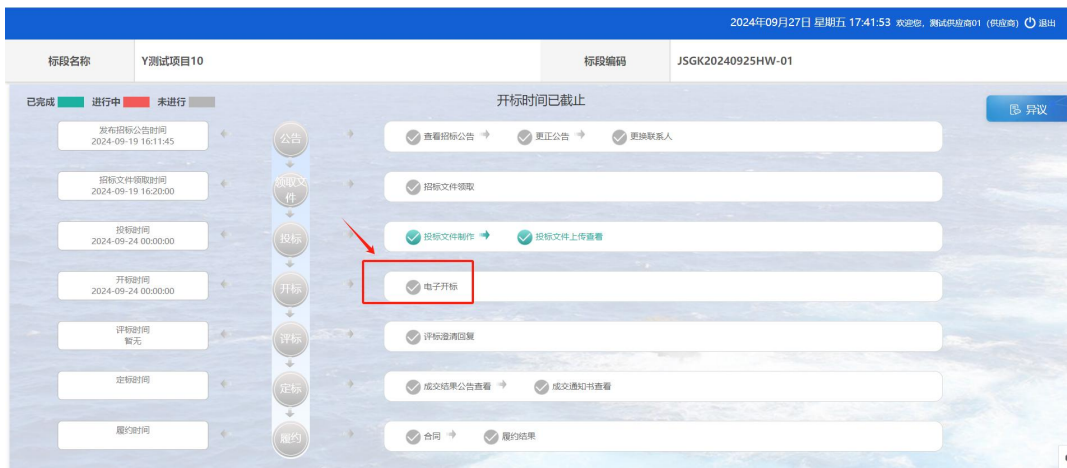 2024年09月27日 星期五 17:41:53 欢迎您, 测试供应商01 (供应商) 退出
标段名称 Y测试项目10 标段编码 JSGK20240925HW-01
已完成 进行中 未进行 开标时间已截止 异议
发布招标公告时间
2024-09-19 16:11:45
公告
查看招标公告 更正公告 更换联系人
招标文件领取时间
2024-09-19 16:20:00
领取文
件
招标文件领取
投标时间
2024-09-24 00:00:00
投标
投标文件制作 投标文件上传查看
开标时间
2024-09-24 00:00:00
开标
电子开标
评标时间
暂无
评标
评标澄清回复
定标时间
定标
成交结果公告查看 成交通知书查看
履约时间
履约
合同 履约结果